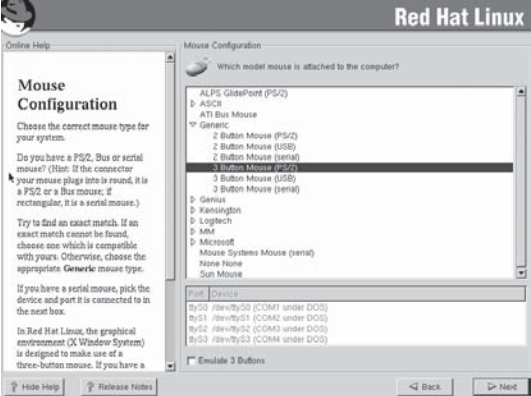 Red Hat Linux
Online Help
Mouse
Configuration
Choose the correct mouse type for
your system.
Do you have a PS/2, Bus or serial
mouse? (Hint: If the connector
your mouse plugs into is round, it is
a PS/2 or a Bus mouse; if
rectangular, it is a serial mouse.)
Try to find an exact match. If an
exact match cannot be found,
choose one which is compatible
with yours. Otherwise, choose the
appropriate Generic mouse type.
If you have a serial mouse, pick the
device and port it is connected to in
the next box.
In Red Hat Linux, the graphical
environment (X Window System)
is designed to make use of a
three-button mouse. If you have a
Mouse Configuration
Which model mouse is attached to the computer?
ALPS GlidePoint (PS/2)
ASCII
ATI Bus Mouse
Generic
2 Button Mouse (PS/2)
2 Button Mouse (USB)
2 Button Mouse (serial)
3 Button Mouse (PS/2)
3 Button Mouse (USB)
3 Button Mouse (serial)
Genius
Kensington
Logitech
MM
Microsoft
Mouse Systems Mouse (serial)
None None
Sun Mouse
Port Device
ttyS0 /dev/ttyS0 (COM1 under DOS)
ttyS1 /dev/ttyS1 (COM2 under DOS)
ttyS2 /dev/ttyS2 (COM3 under DOS)
ttyS3 /dev/ttyS3 (COM4 under DOS)
Emulate 3 Buttons
? Hide Help
? Release Notes
Back
Next